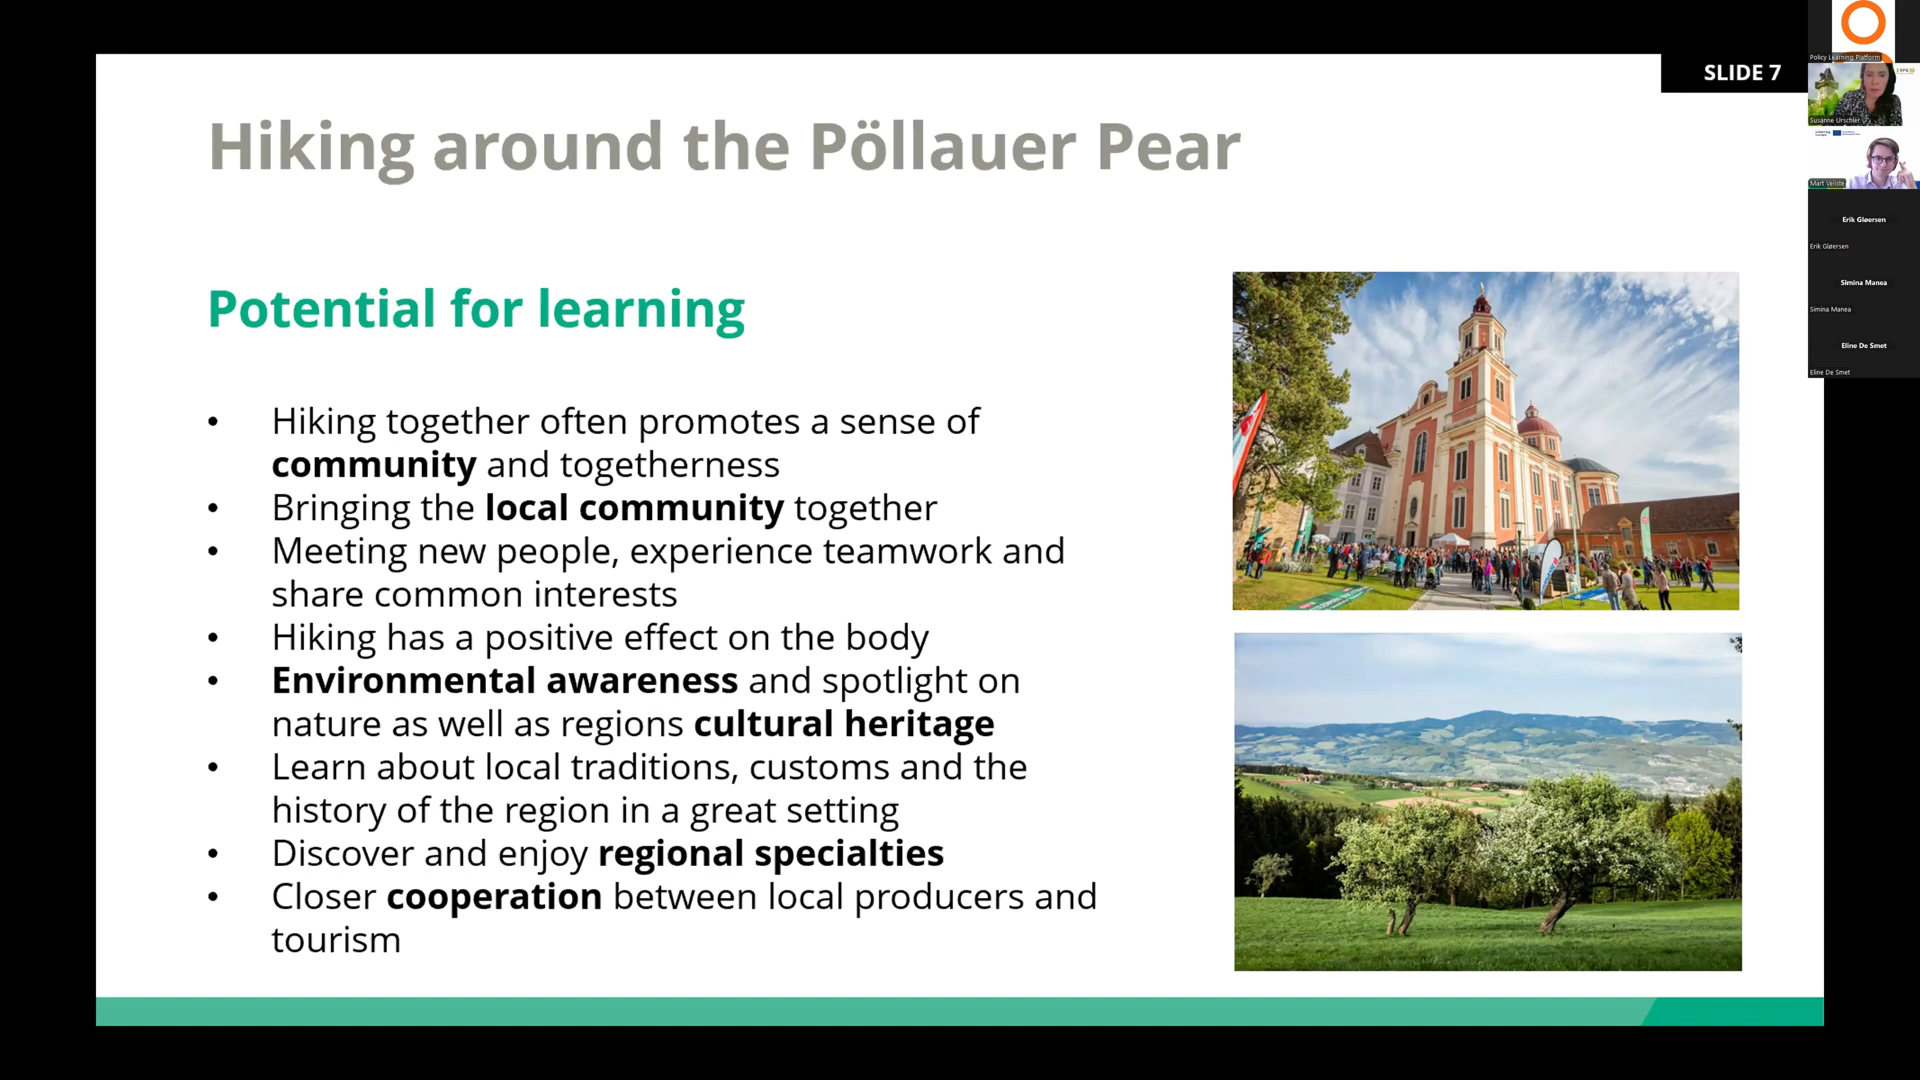 SLIDE 7
Hiking around the Pöllauer Pear
Potential for learning
• Hiking together often promotes a sense of
community and togetherness
• Bringing the local community together
• Meeting new people, experience teamwork and
share common interests
• Hiking has a positive effect on the body
• Environmental awareness and spotlight on
nature as well as regions cultural heritage
• Learn about local traditions, customs and the
history of the region in a great setting
• Discover and enjoy regional specialties
• Closer cooperation between local producers and
tourism
Policy Learning Platform
Susanne Urschler
Mart Veliste
Erik Gløersen
Erik Gløersen
Simina Manea
Simina Manea
Eline De Smet
Eline De Smet